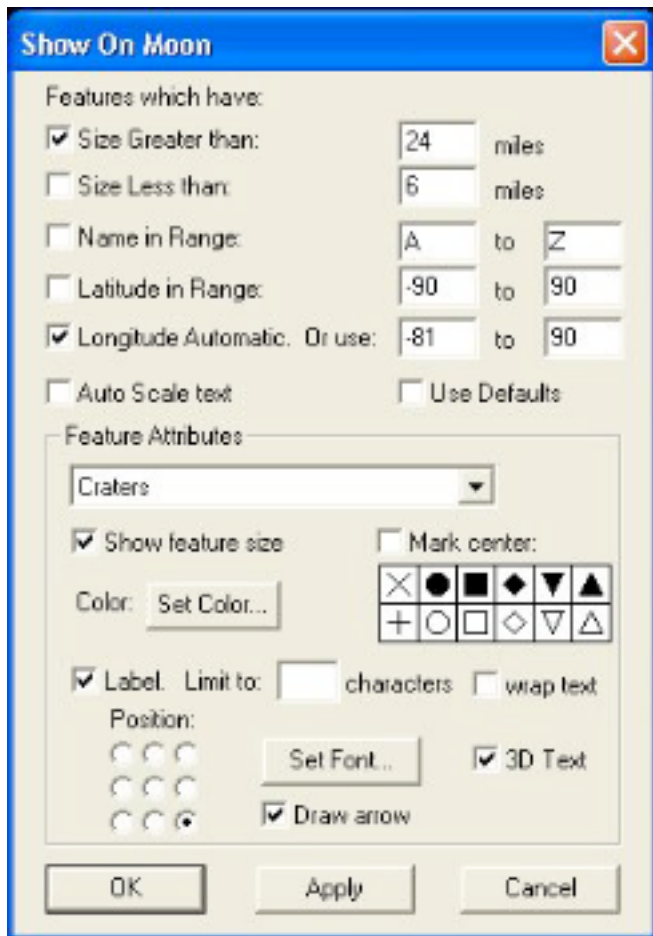 Show On Moon
Features which have:
Size Greater than: 24 miles
Size Less than: 6 miles
Name in Range: A to Z
Latitude in Range: -90 to 90
Longitude Automatic. Or use: -81 to 90
Auto Scale text Use Defaults
Feature Attributes
Craters
Show feature size Mark center:
Color: Set Color...
Label. Limit to: characters wrap text
Position:
Set Font... 3D Text
Draw arrow
OK Apply Cancel